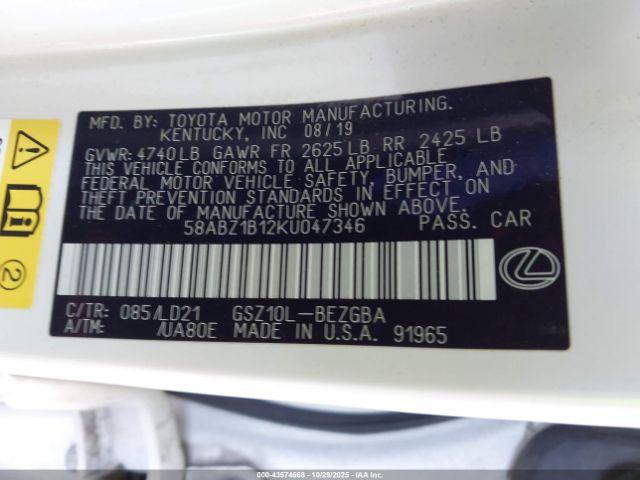 MFD. BY: TOYOTA MOTOR MANUFACTURING.
KENTUCKY, INC 08/19
GVWR: 4740LB GAWR FR 2625LB RR 2425 LB
THIS VEHICLE CONFORMS TO ALL APPLICABLE
FEDERAL MOTOR VEHICLE SAFETY, BUMPER, AND
THEFT PREVENTION STANDARDS IN EFFECT ON
THE DATE OF MANUFACTURE SHOWN ABOVE.
58ABZ1B12KU047346 PASS. CAR
2
C/TR: 085/LD21 GSZ10L-BEZGBA
A/TM: /UA80E MADE IN U.S.A. 91965
000-43574668 - 10/29/2025 - IAAI.COM